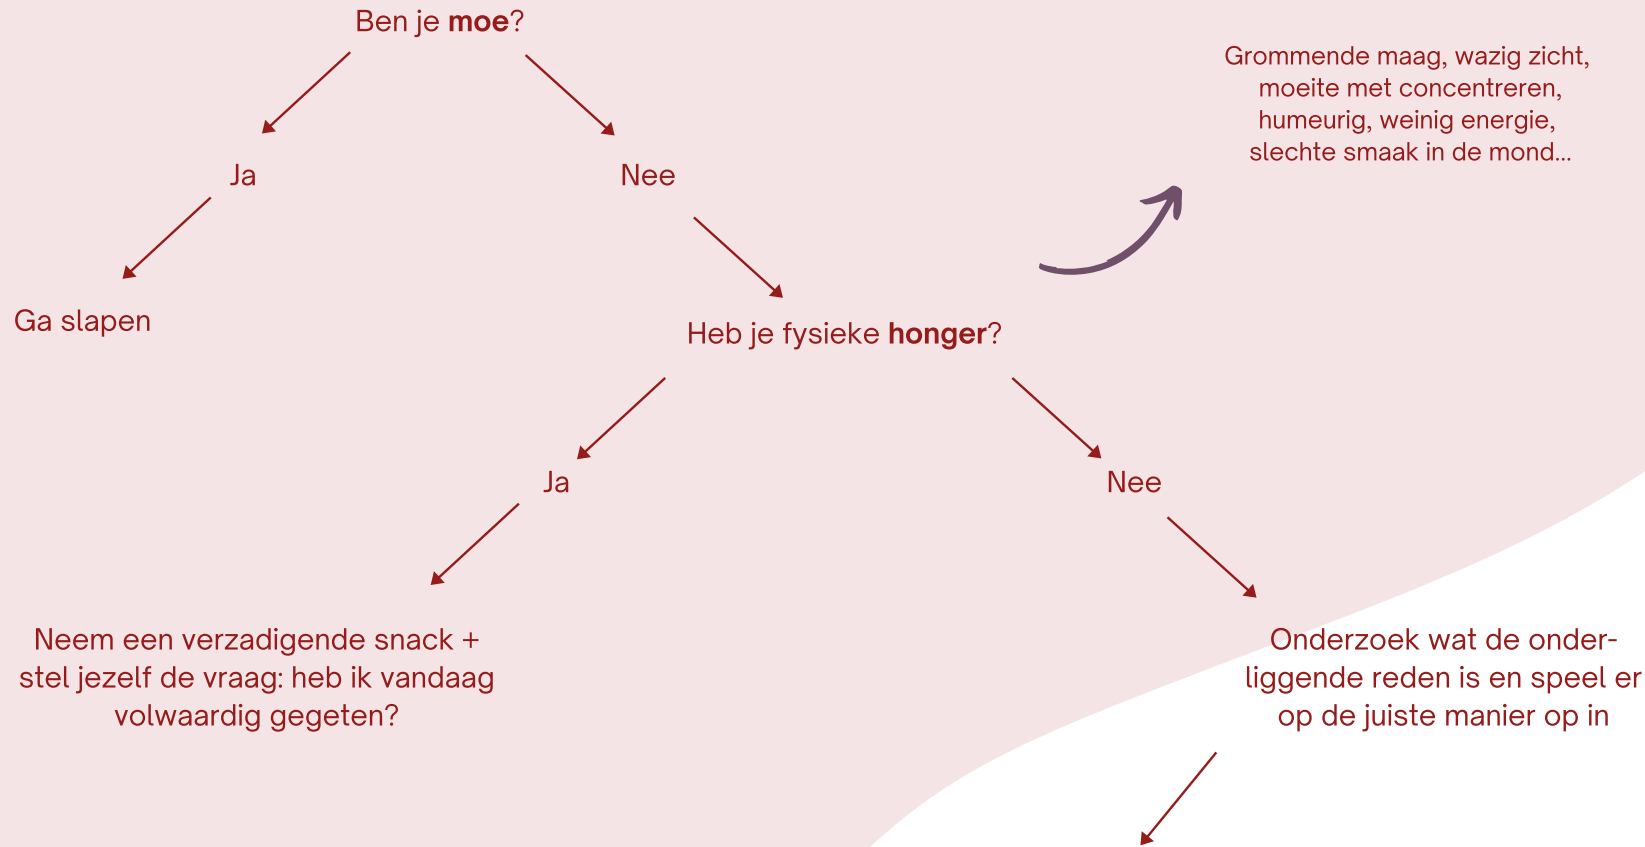 Ben je moe?
Grommende maag, wazig zicht,
moeite met concentreren,
humeurig, weinig energie,
slechte smaak in de mond...
Ja
Nee
Ga slapen
Heb je fysieke honger?
Ja
Nee
Neem een verzadigende snack +
stel jezelf de vraag: heb ik vandaag
volwaardig gegeten?
Onderzoek wat de onder-
liggende reden is en speel er
op de juiste manier op in